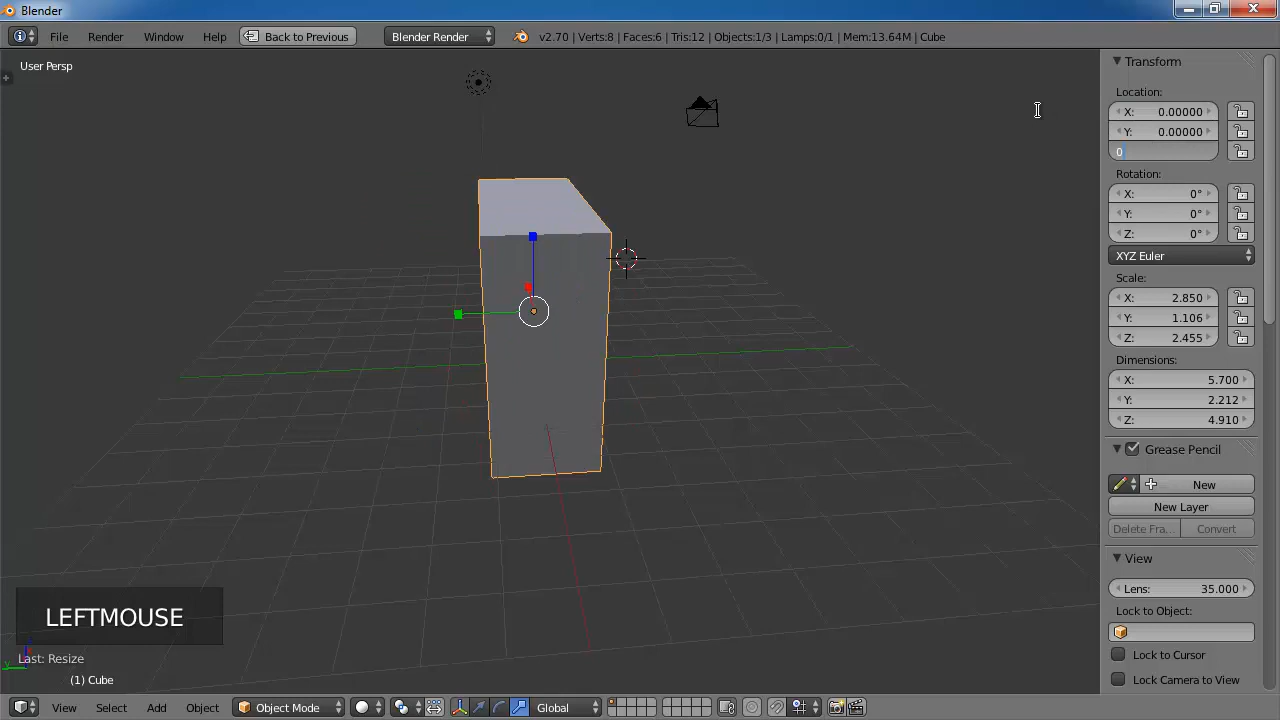 Blender
File Render Window Help Back to Previous Blender Render v2.70 | Verts:8 | Faces:6 | Tris:12 | Objects:1/3 | Lamps:0/1 | Mem:13.64M | Cube
User Persp
Transform
Location:
X: 0.00000
Y: 0.00000
0
Rotation:
X: 0°
Y: 0°
Z: 0°
XYZ Euler
Scale:
X: 2.850
Y: 1.106
Z: 2.455
Dimensions:
X: 5.700
Y: 2.212
Z: 4.910
Grease Pencil
New
New Layer
Delete Fra... Convert
View
Lens: 35.000
Lock to Object:
Lock to Cursor
Lock Camera to View
LEFTMOUSE
Last: Resize
(1) Cube
View Select Add Object Object Mode Global